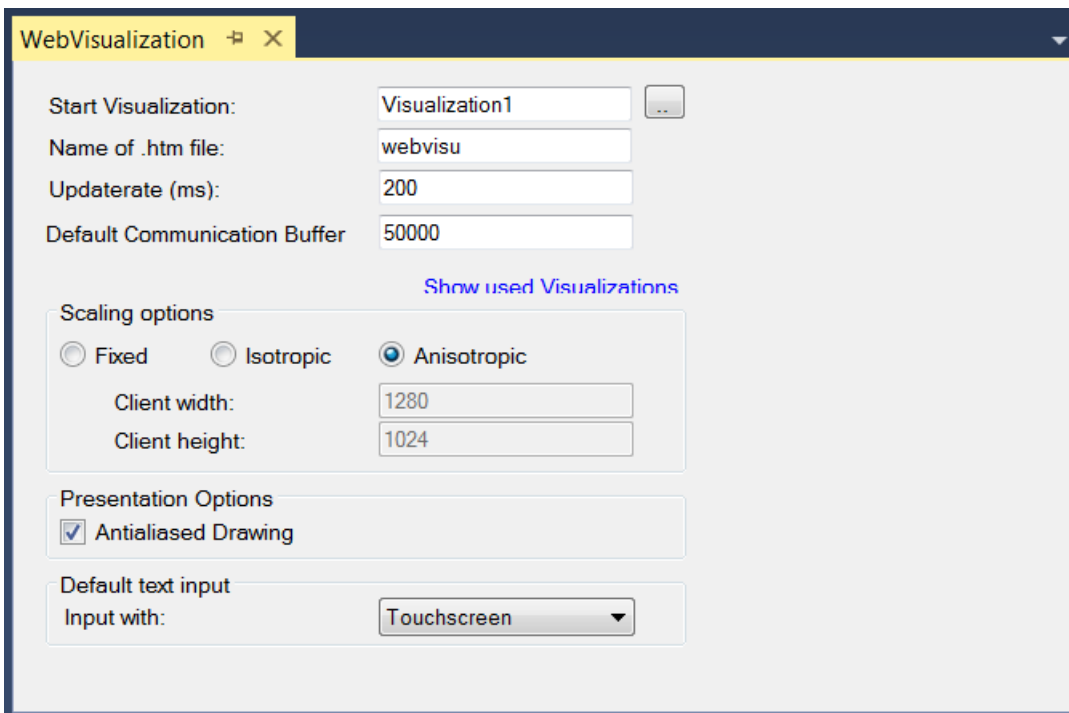 WebVisualization
Start Visualization: Visualization1 ..
Name of .htm file: webvisu
Updaterate (ms): 200
Default Communication Buffer 50000
Show used Visualizations
Scaling options
Fixed Isotropic Anisotropic
Client width: 1280
Client height: 1024
Presentation Options
Antialiased Drawing
Default text input
Input with: Touchscreen